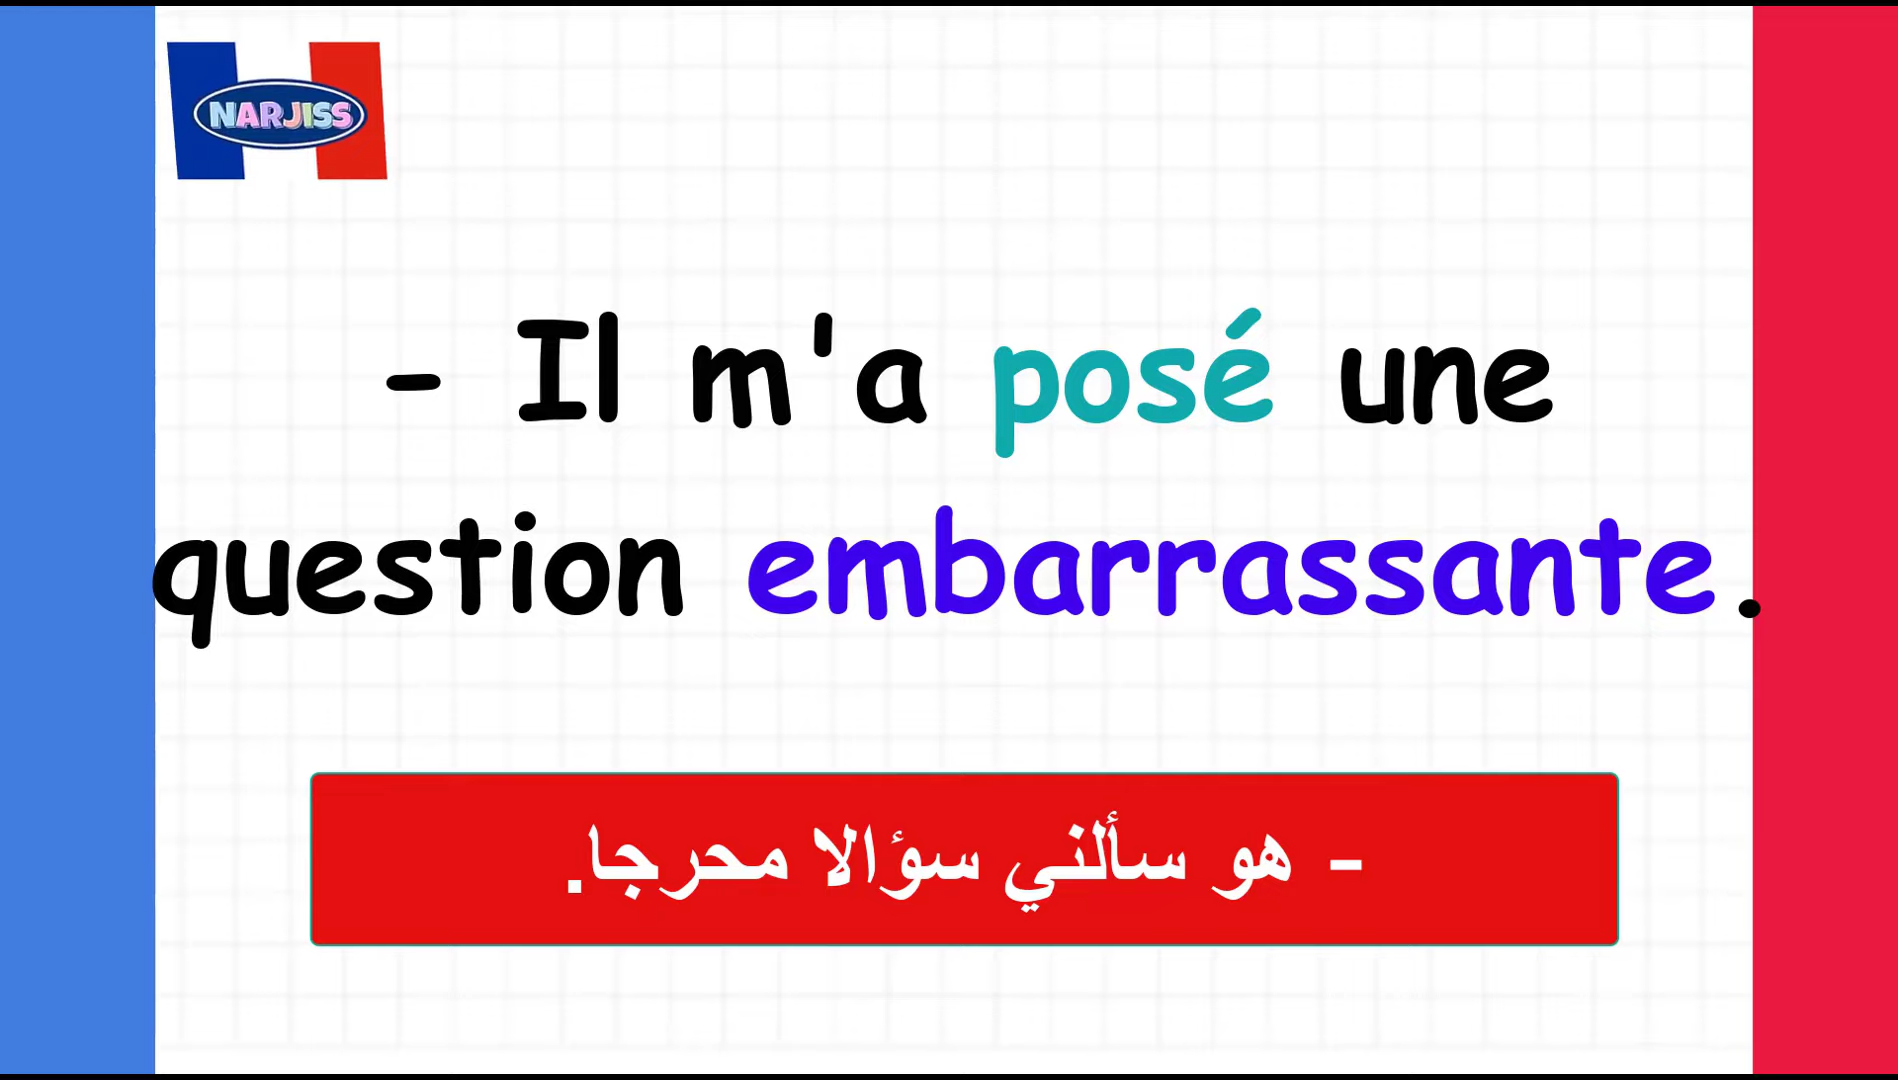 NARJISS
- Il m'a posé une
question embarrassante.
- هو سألني سؤالا محرجا.